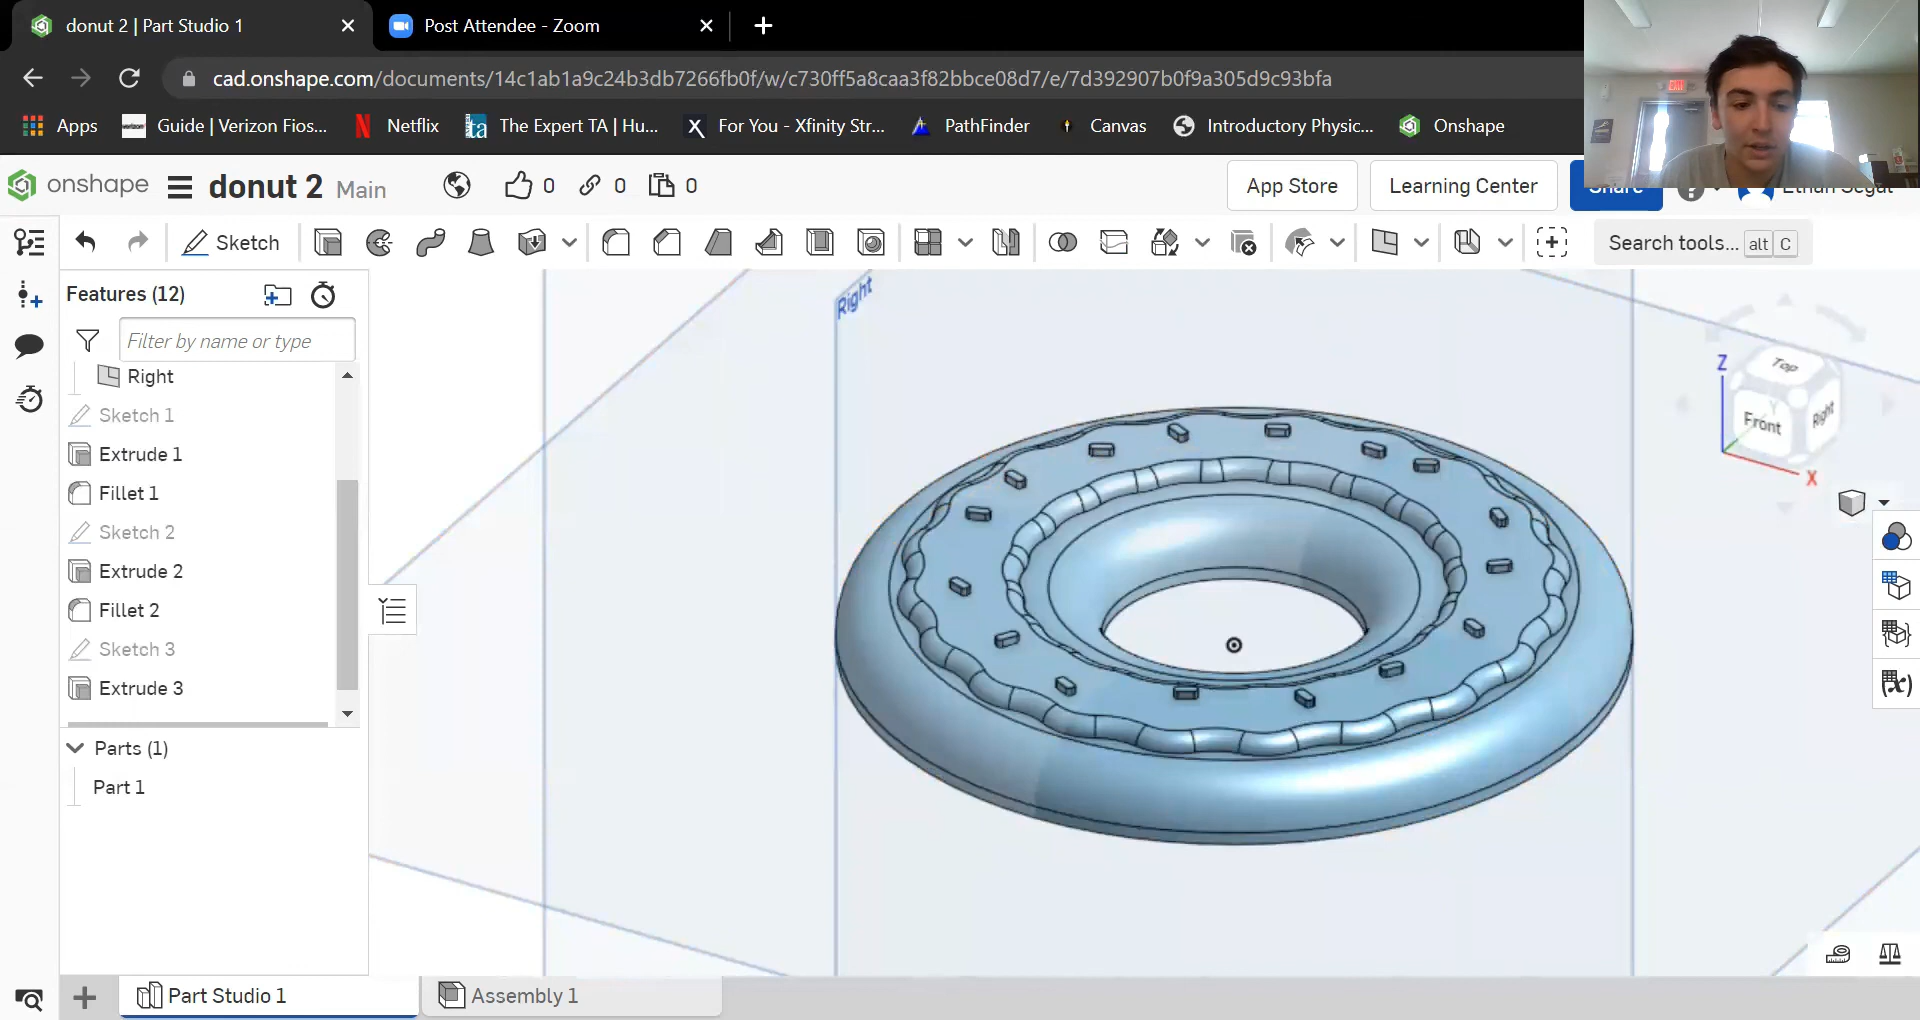 donut 2 | Part Studio 1
Post Attendee - Zoom
cad.onshape.com/documents/14c1ab1a9c24b3db7266fb0f/w/c730ff5a8caa3f82bbce08d7/e/7d392907b0f9a305d9c93bfa
Apps Guide | Verizon Fios... Netflix The Expert TA | Hu... For You - Xfinity Str... PathFinder Canvas Introductory Physic... Onshape
onshape donut 2 Main 0 0 0 App Store Learning Center Share
Sketch Search tools... alt C
Features (12)
Filter by name or type
Right
Sketch 1
Extrude 1
Fillet 1
Sketch 2
Extrude 2
Fillet 2
Sketch 3
Extrude 3
Parts (1)
Part 1
Right
Z
Top
Front
Right
X
(x)
Part Studio 1
Assembly 1
EXIT